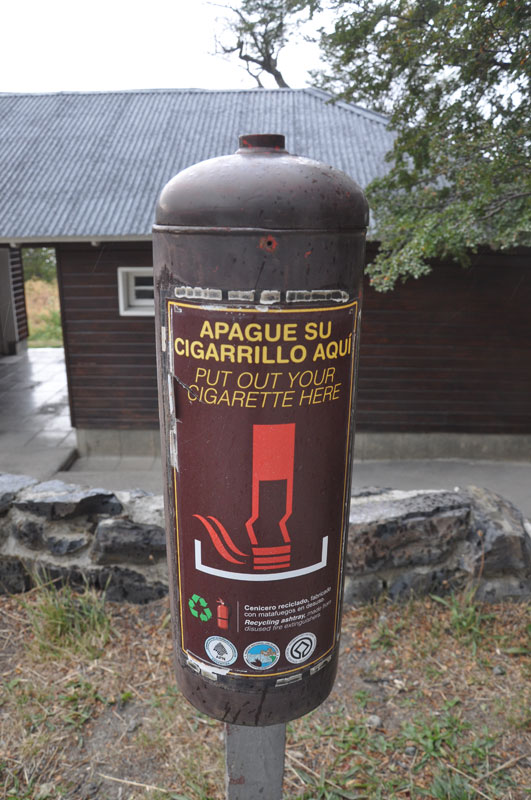 APAGUE SU
CIGARRILLO AQUÍ
PUT OUT YOUR
CIGARETTE HERE
Cenicero reciclado, fabricado
con matafuegos en desuso.
Recycling ashtray, made from
disused fire extinguishers.